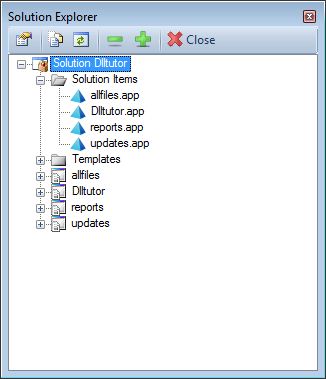 Solution Explorer
Close
Solution Dlltutor
Solution Items
allfiles.app
Dlltutor.app
reports.app
updates.app
Templates
allfiles
Dlltutor
reports
updates